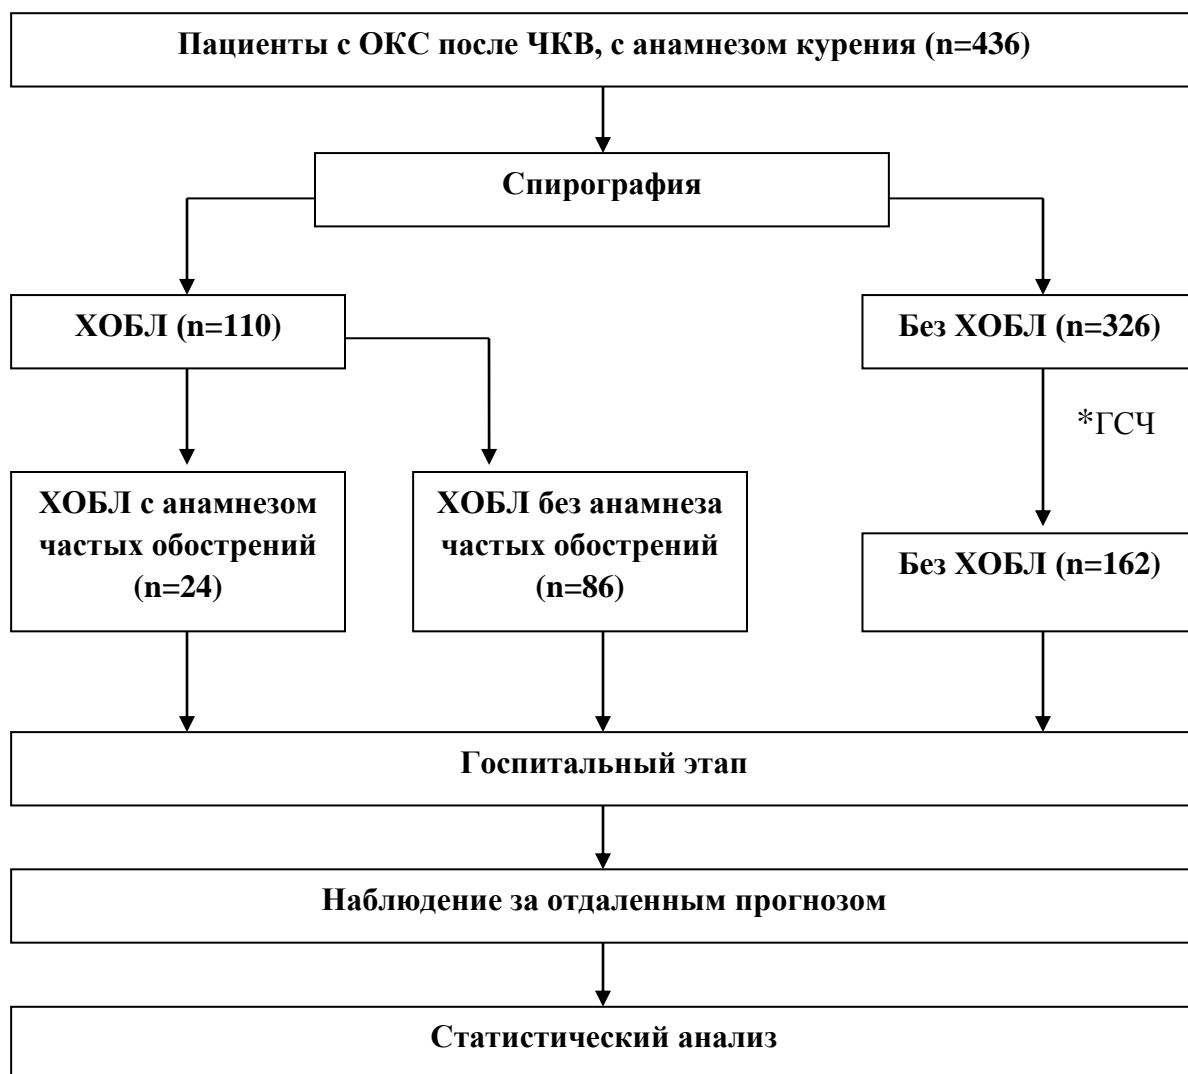 Пациенты с ОКС после ЧКВ, с анамнезом курения (n=436)
Спирография
ХОБЛ (n=110)
Без ХОБЛ (n=326)
*ГСЧ
ХОБЛ с анамнезом
частых обострений
(n=24)
ХОБЛ без анамнеза
частых обострений
(n=86)
Без ХОБЛ (n=162)
Госпитальный этап
Наблюдение за отдаленным прогнозом
Статистический анализ